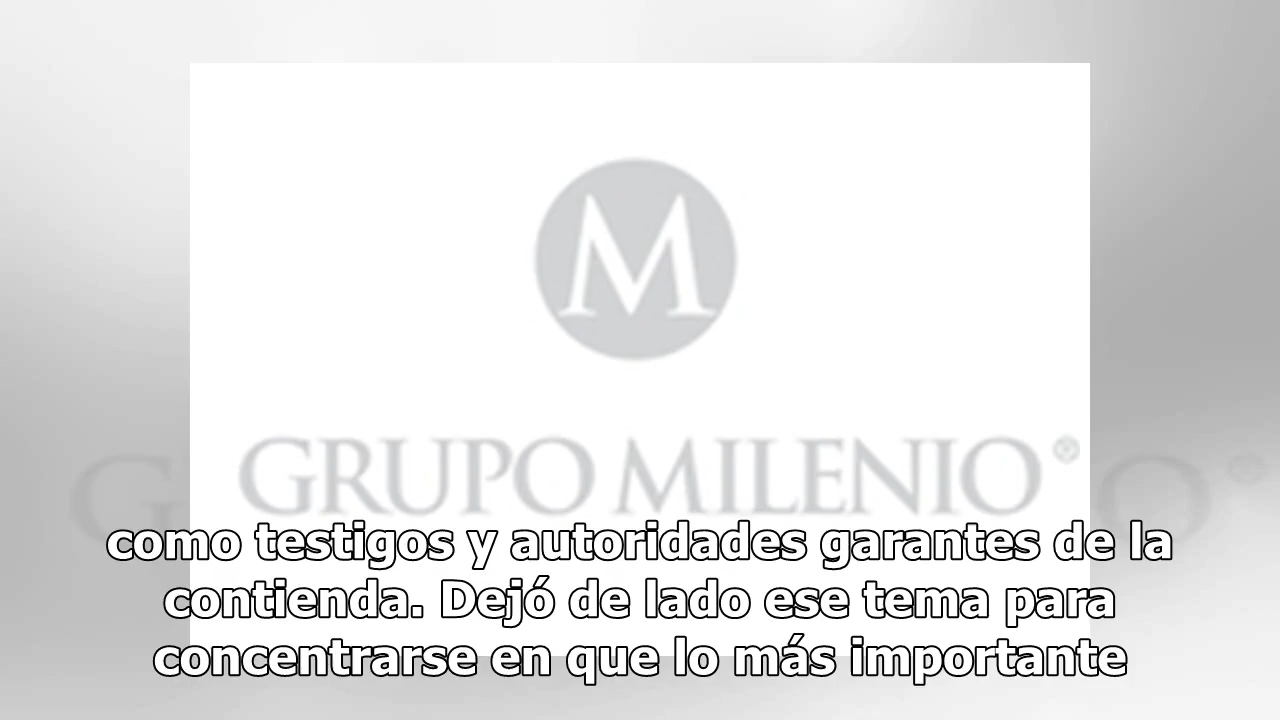 M
GRUPO MILENIO®
G O®
como testigos y autoridades garantes de la
contienda. Dejó de lado ese tema para
concentrarse en que lo más importante